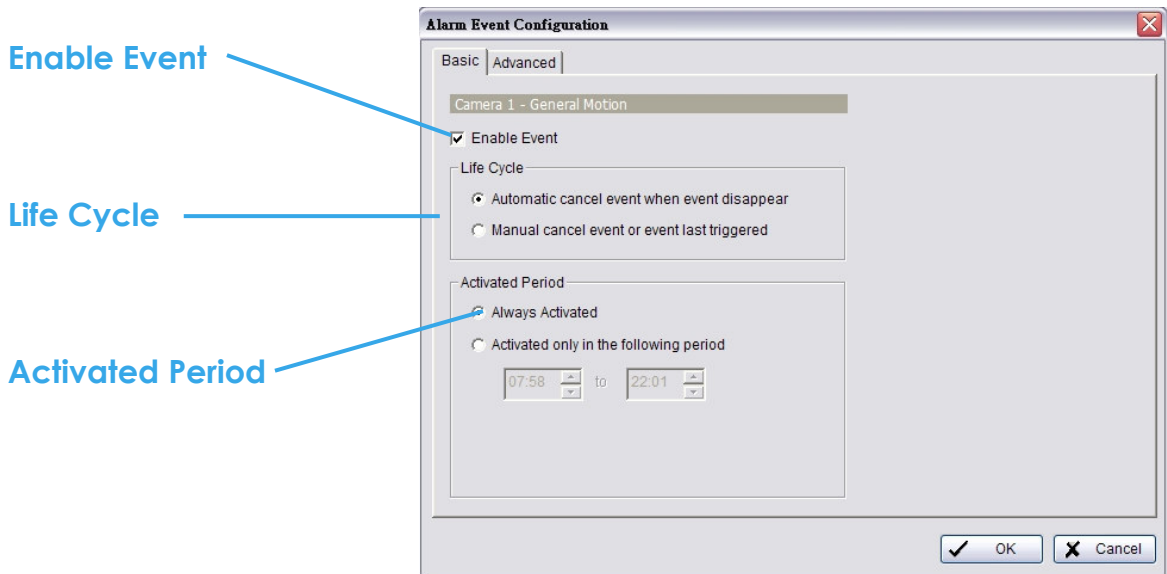 Alarm Event Configuration
Enable Event
Basic Advanced
Camera 1 - General Motion
Enable Event
Life Cycle
Life Cycle
Automatic cancel event when event disappear
Manual cancel event or event last triggered
Activated Period
Always Activated
Activated only in the following period
Activated Period
07:58 to 22:01
OK Cancel